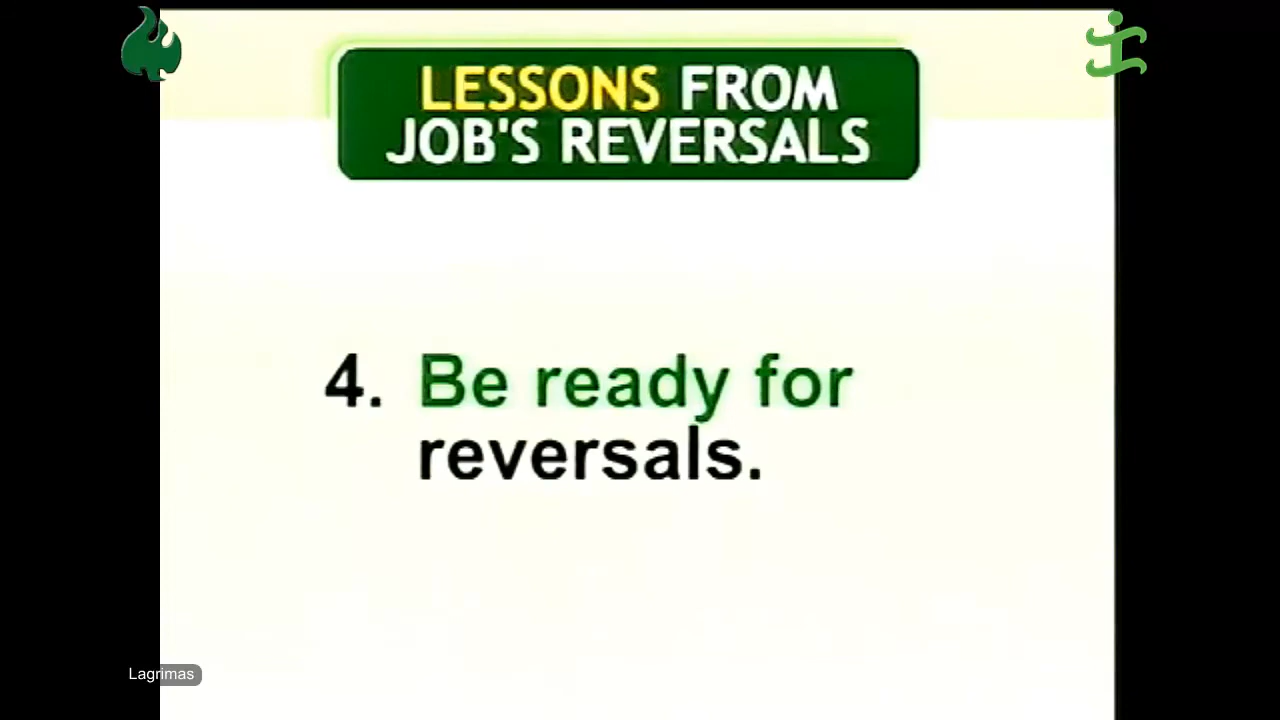 LESSONS FROM
JOB'S REVERSALS
4. Be ready for
reversals.
Lagrimas